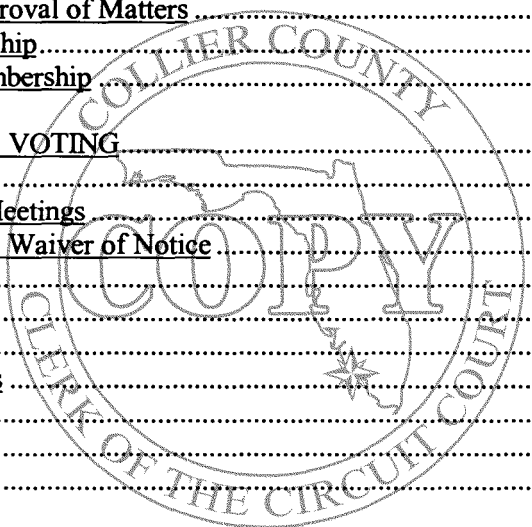 roval of Matters
hip
nbership
VOTING
Meetings
Waiver of Notice
s
COLLIER COUNTY
COPY
CLERK OF THE CIRCUIT COURT